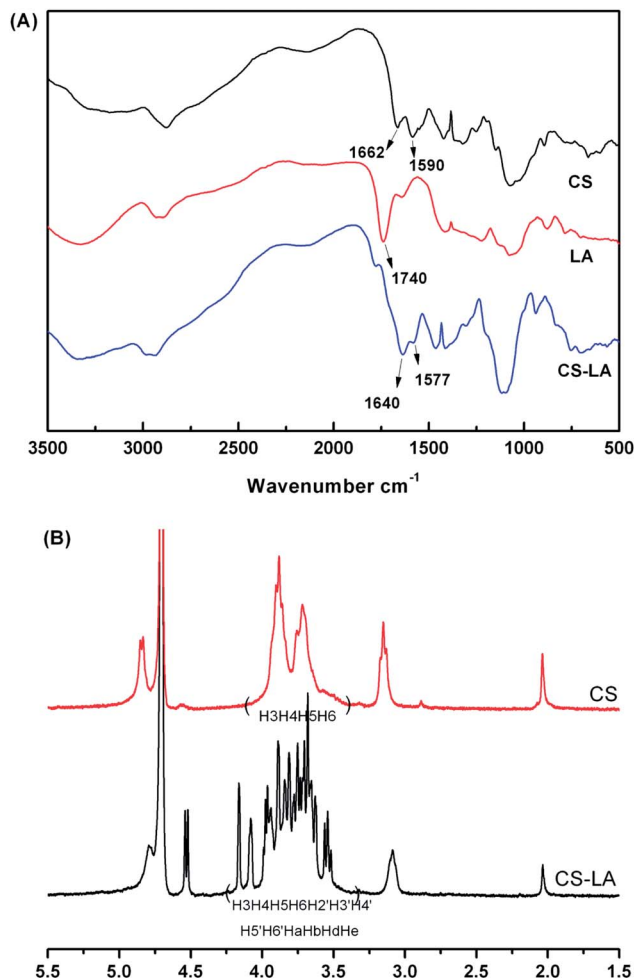 (A)
1662
1590
CS
LA
1740
CS-LA
1577
1640
3500 3000 2500 2000 1500 1000 500
Wavenumber cm-1
(B)
CS
H3H4H5H6
CS-LA
H3H4H5H6H2'H3'H4'
H5'H6'HaHbHdHe
5.5 5.0 4.5 4.0 3.5 3.0 2.5 2.0 1.5